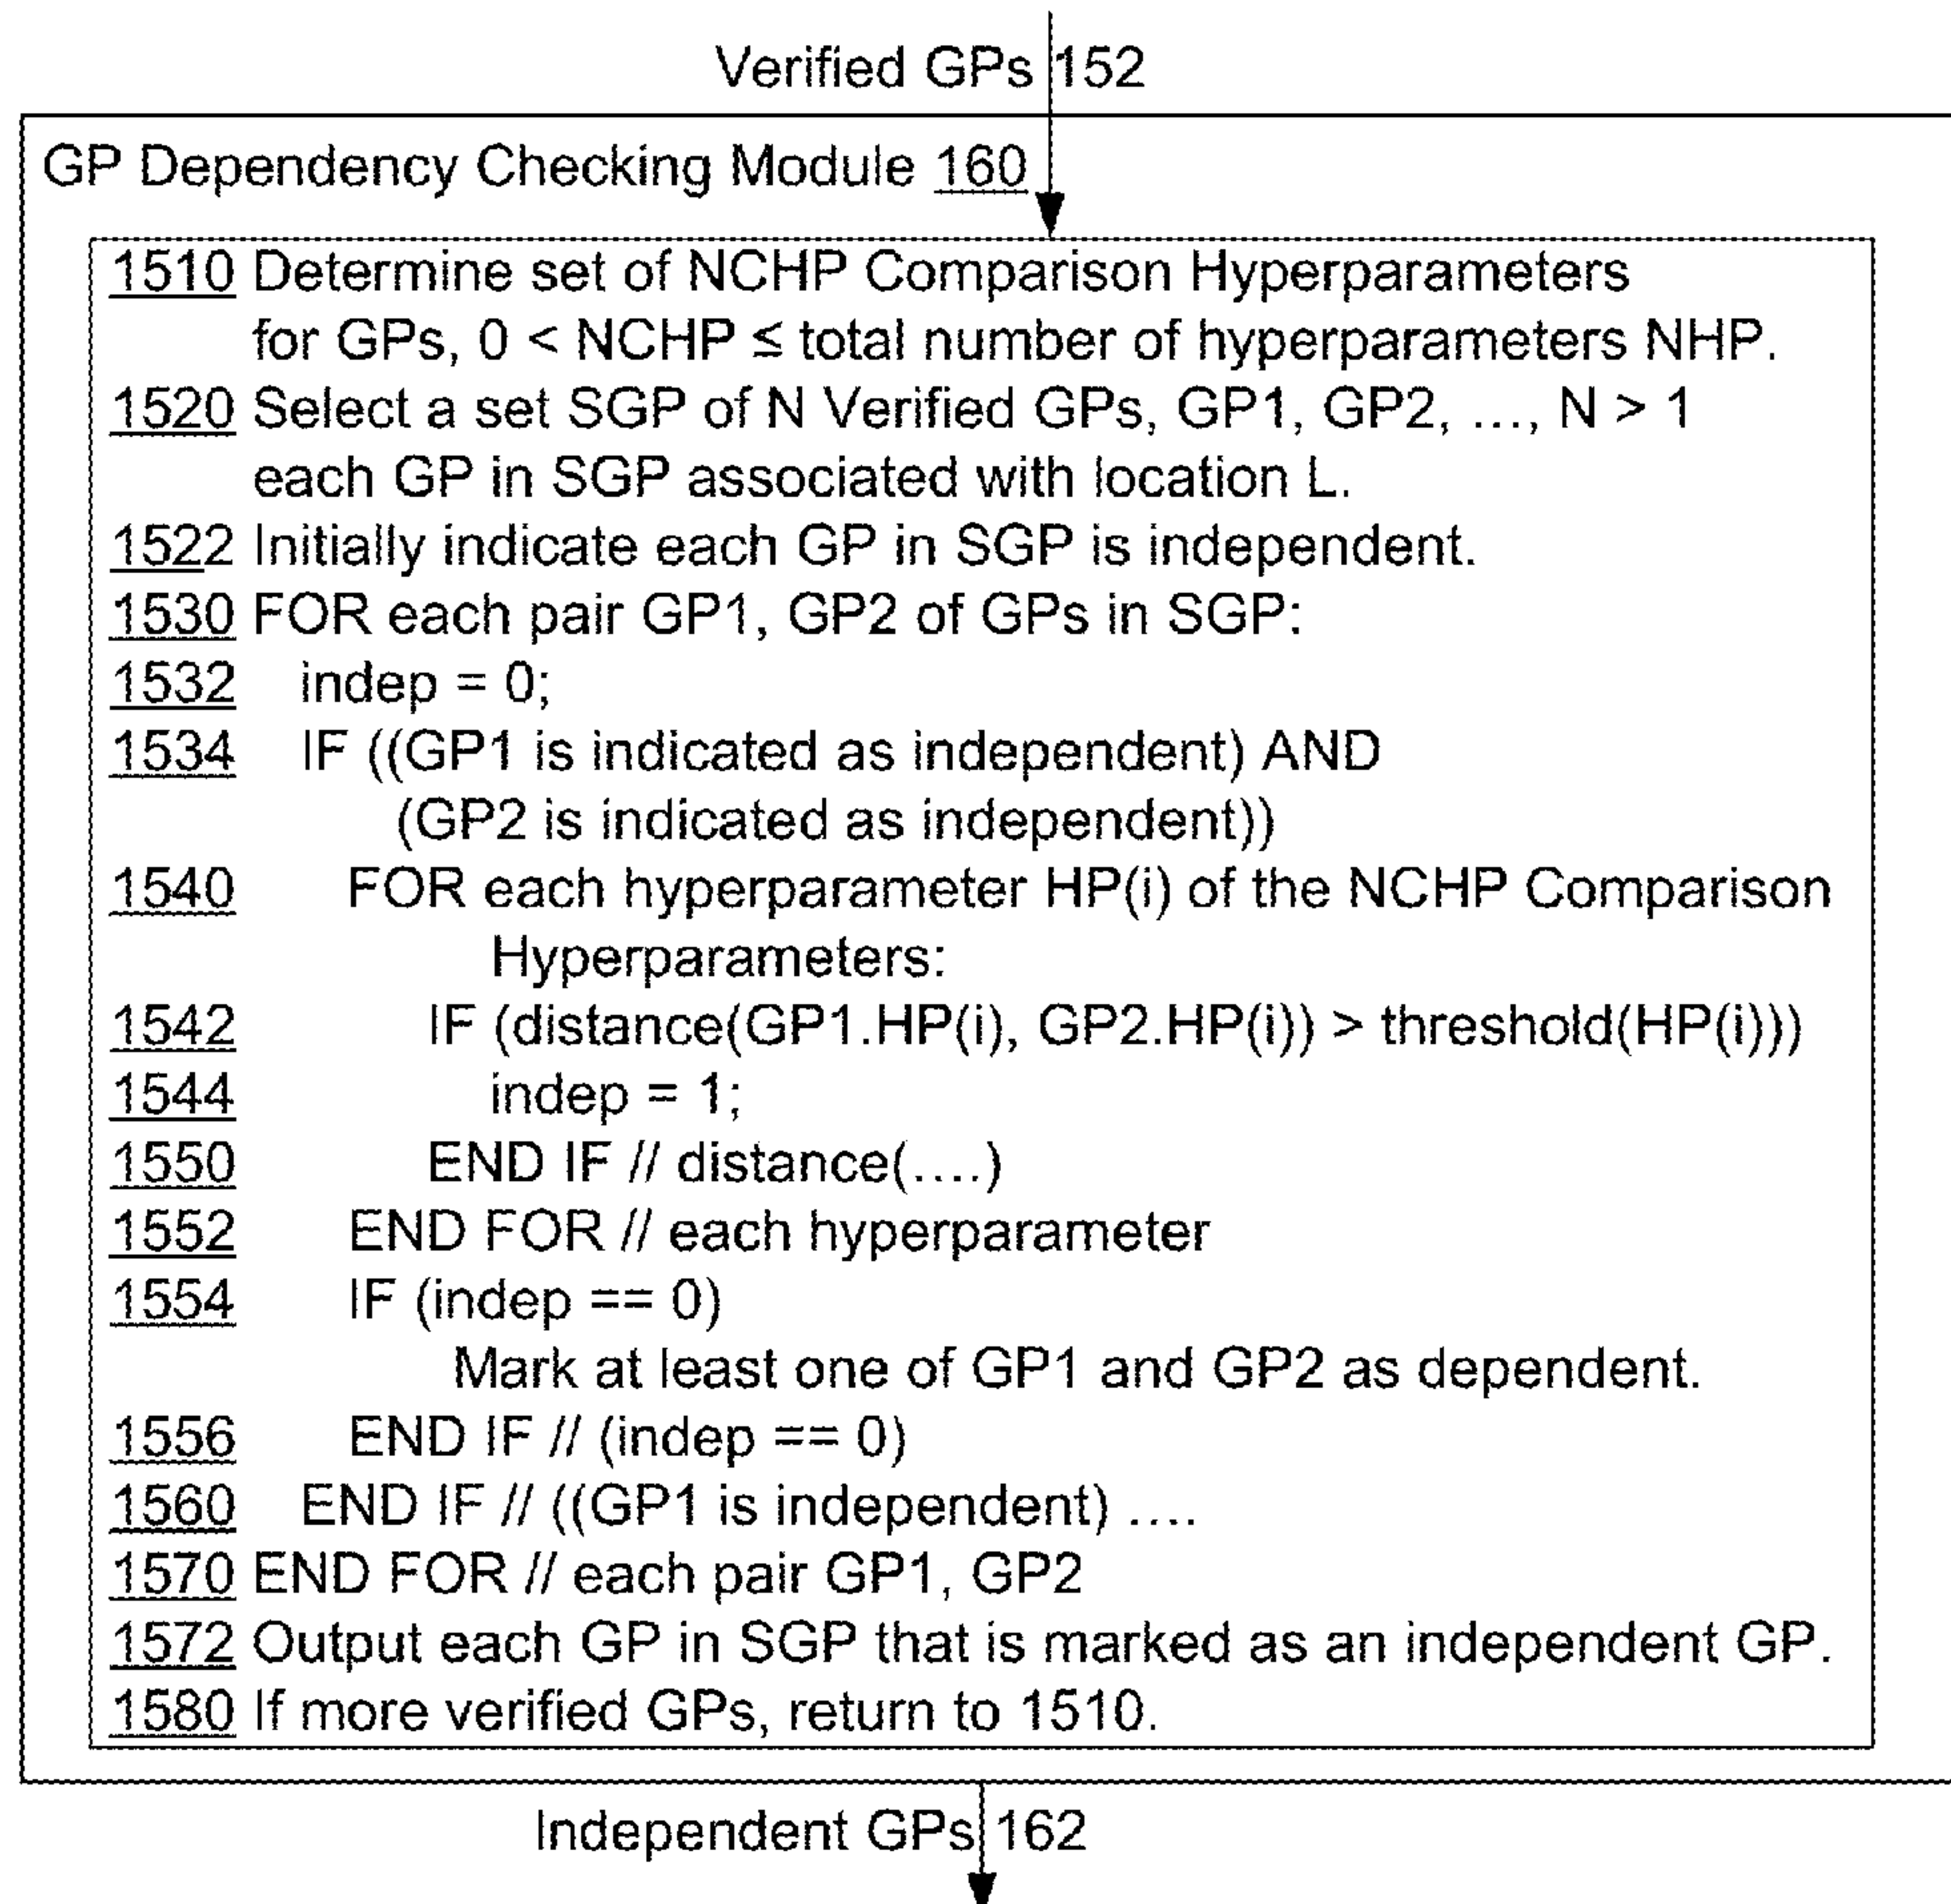 Verified GPs 152
GP Dependency Checking Module 160
1510 Determine set of NCHP Comparison Hyperparameters
for GPs, 0 < NCHP ≤ total number of hyperparameters NHP.
1520 Select a set SGP of N Verified GPs, GP1, GP2, ..., N > 1
each GP in SGP associated with location L.
1522 Initially indicate each GP in SGP is independent.
1530 FOR each pair GP1, GP2 of GPs in SGP:
1532 indep = 0;
1534 IF ((GP1 is indicated as independent) AND
(GP2 is indicated as independent))
1540 FOR each hyperparameter HP(i) of the NCHP Comparison
Hyperparameters:
1542 IF (distance(GP1.HP(i), GP2.HP(i)) > threshold(HP(i)))
1544 indep = 1;
1550 END IF // distance(....)
1552 END FOR // each hyperparameter
1554 IF (indep == 0)
Mark at least one of GP1 and GP2 as dependent.
1556 END IF // (indep == 0)
1560 END IF // ((GP1 is independent) ....
1570 END FOR // each pair GP1, GP2
1572 Output each GP in SGP that is marked as an independent GP.
1580 If more verified GPs, return to 1510.
Independent GPs 162